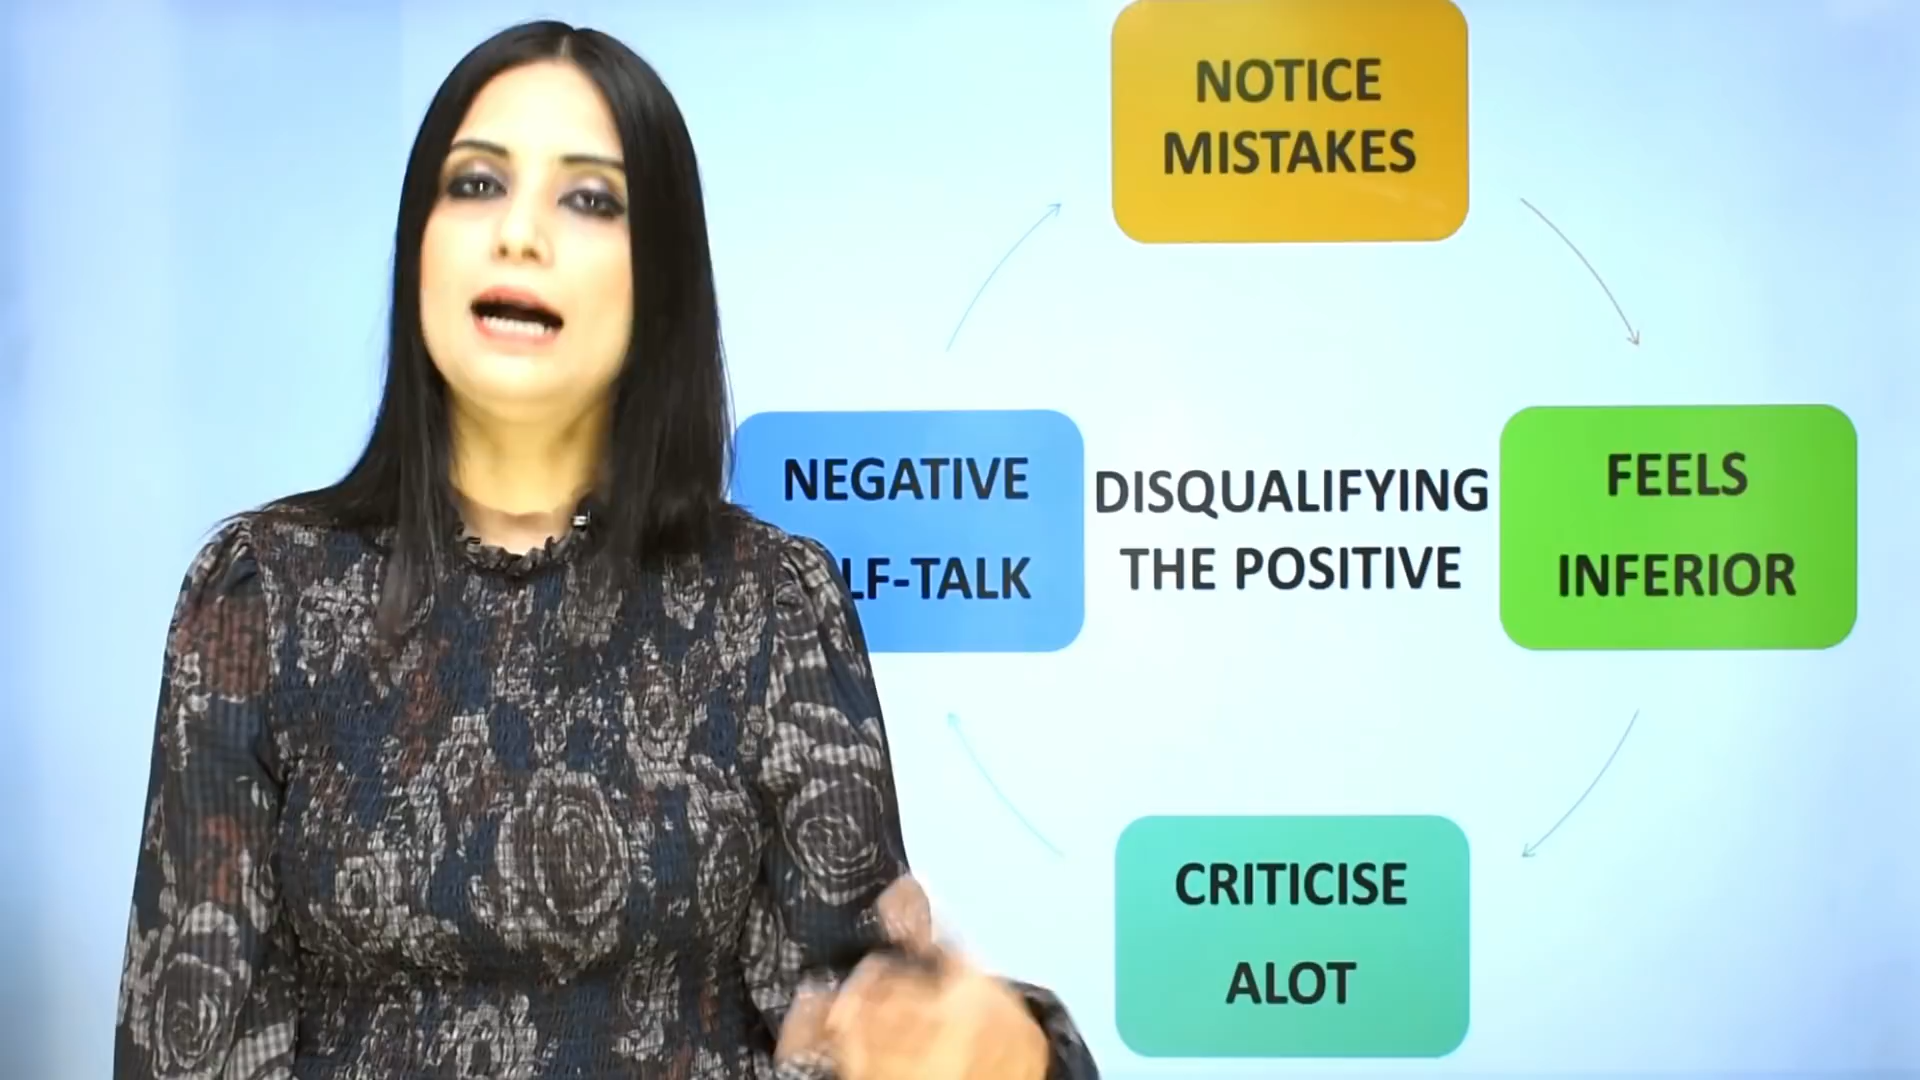 NOTICE
MISTAKES
NEGATIVE
LF-TALK
DISQUALIFYING
THE POSITIVE
FEELS
INFERIOR
CRITICISE
ALOT